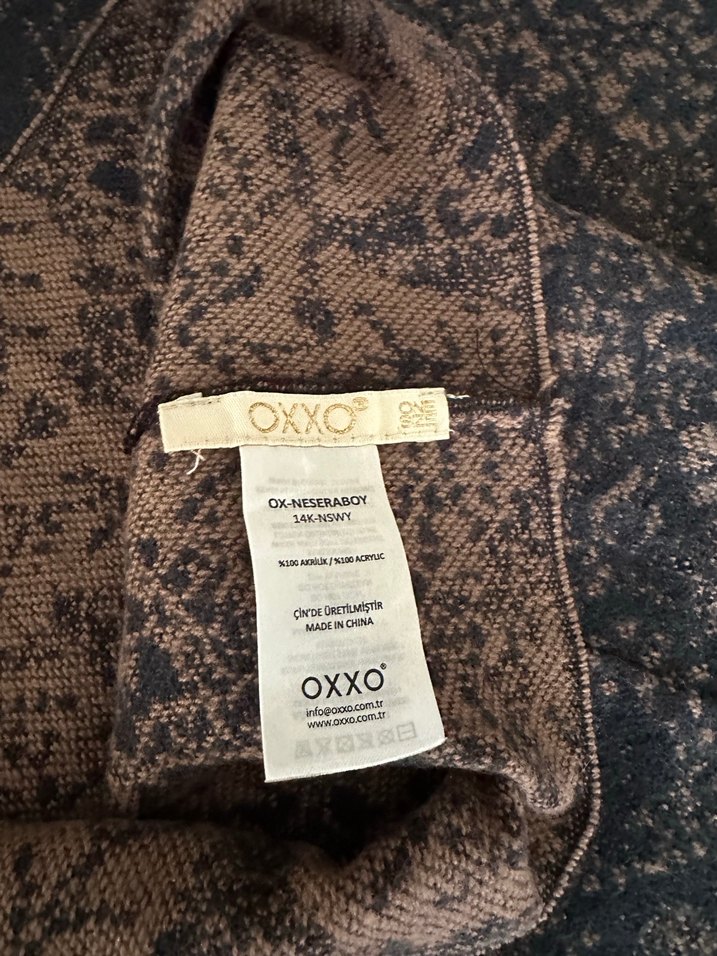 OXXO®
OX-NESERABOY
14K-NSWY
%100 AKRİLİK / %100 ACRYLIC
ÇİN'DE ÜRETİLMİŞTİR
MADE IN CHINA
OXXO®
info@oxxo.com.tr
www.oxxo.com.tr